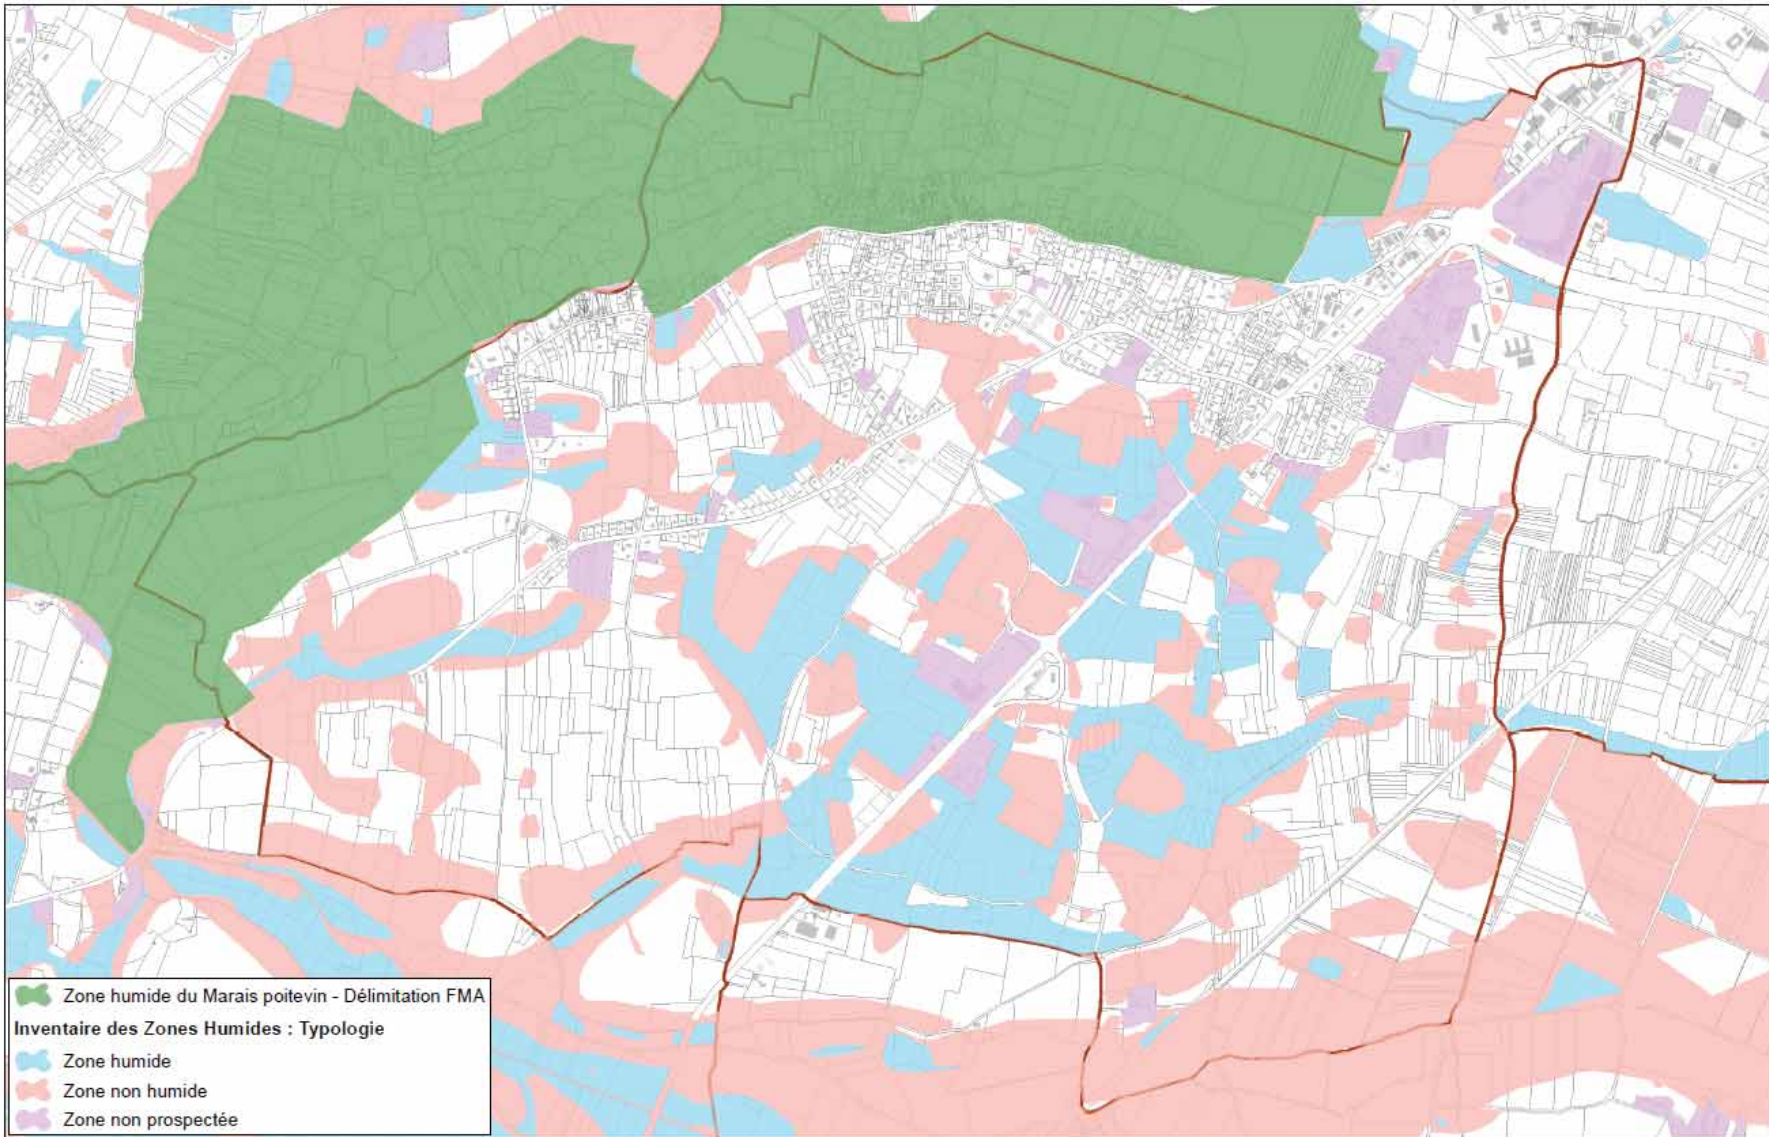 Zone humide du Marais poitevin - Délimitation FMA
Inventaire des Zones Humides : Typologie
Zone humide
Zone non humide
Zone non prospectée